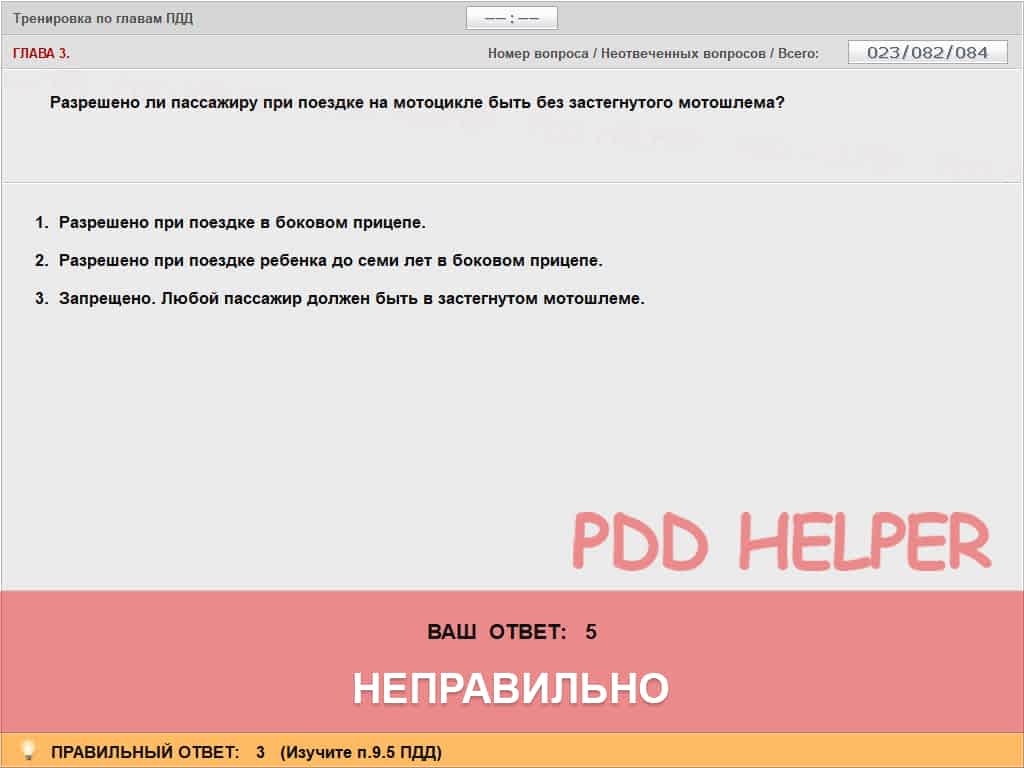 Тренировка по главам ПДД
—— : ——
ГЛАВА 3.
Номер вопроса / Неотвеченных вопросов / Всего: 023/082/084
Разрешено ли пассажиру при поездке на мотоцикле быть без застегнутого мотошлема?
1. Разрешено при поездке в боковом прицепе.
2. Разрешено при поездке ребенка до семи лет в боковом прицепе.
3. Запрещено. Любой пассажир должен быть в застегнутом мотошлеме.
PDD HELPER
ВАШ ОТВЕТ: 5
НЕПРАВИЛЬНО
ПРАВИЛЬНЫЙ ОТВЕТ: 3 (Изучите п.9.5 ПДД)